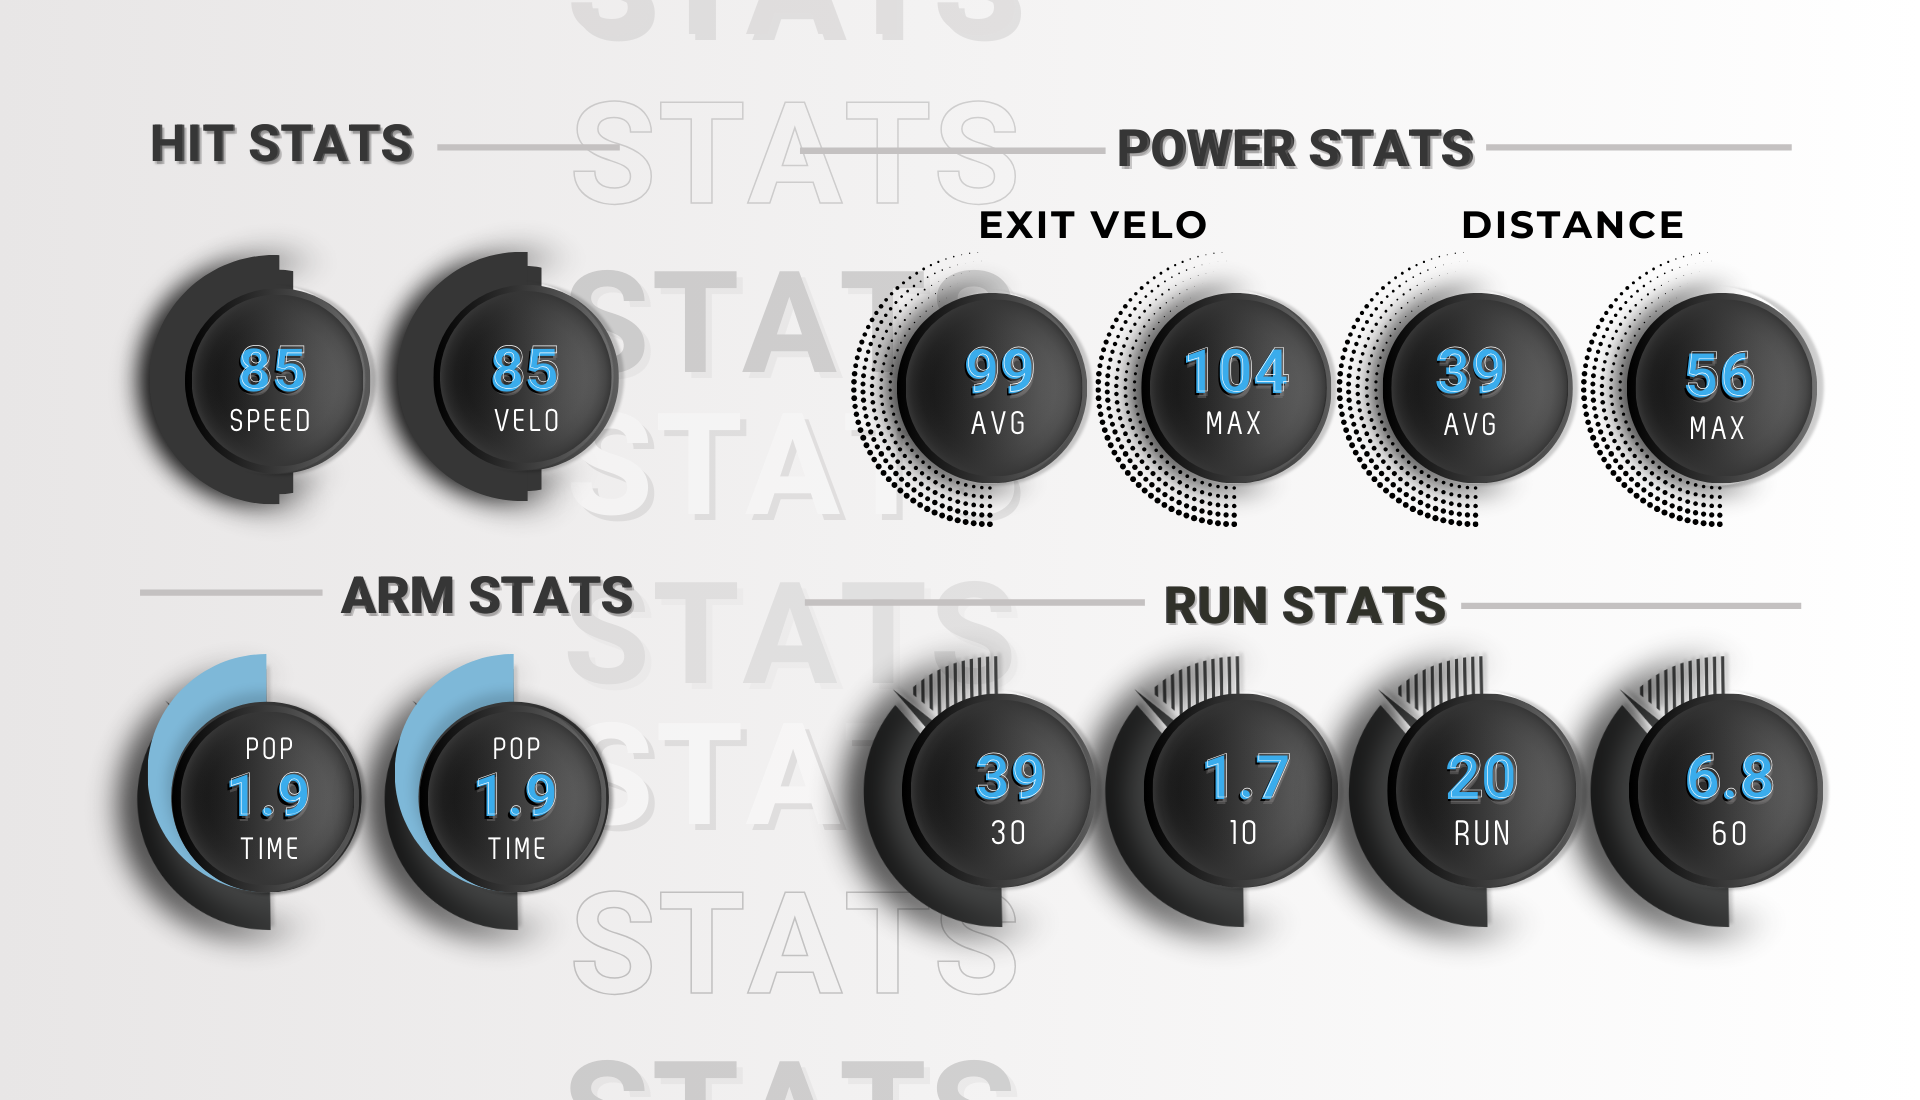 STATS
STATS
HIT STATS
POWER STATS
EXIT VELO
DISTANCE
STATS
85
SPEED
85
VELO
99
AVG
104
MAX
39
AVG
56
MAX
STATS
ARM STATS
RUN STATS
STATS
POP
1.9
TIME
POP
1.9
TIME
STATS
39
30
1.7
10
20
RUN
6.8
60
STATS
STATS